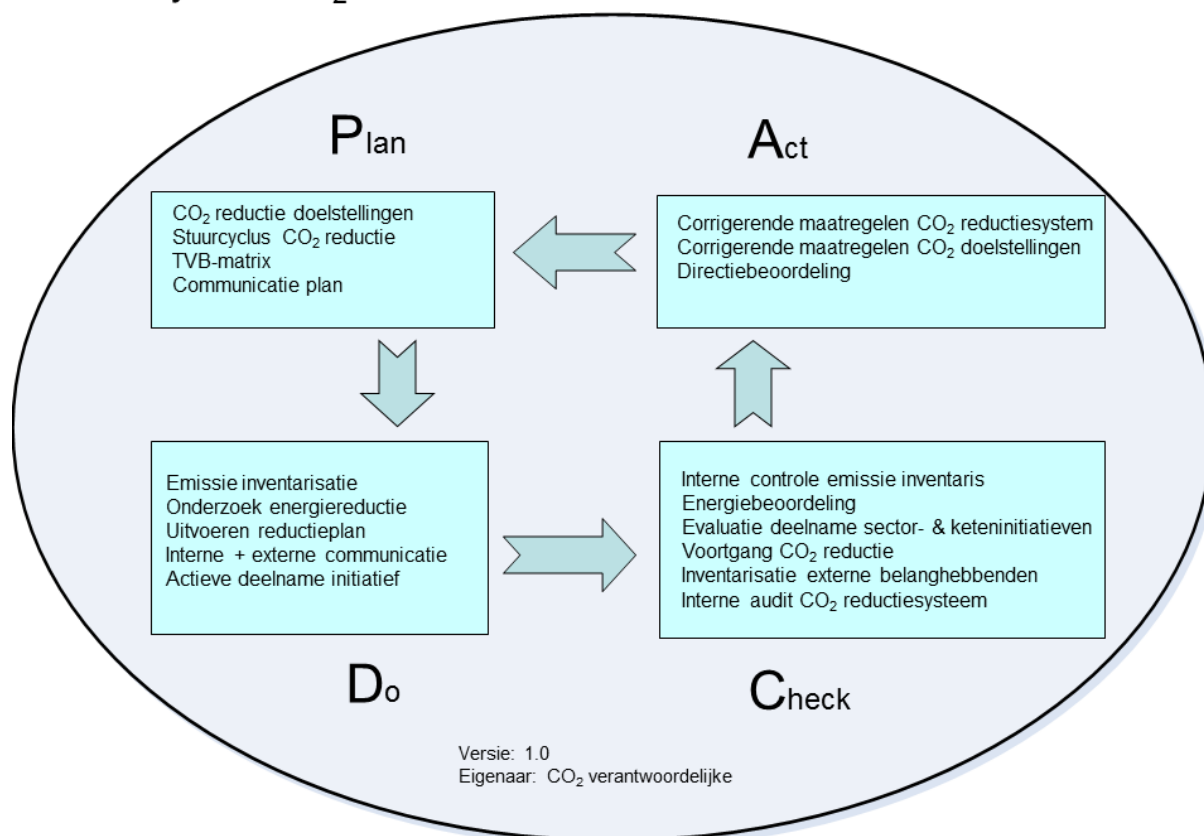 Plan
CO₂ reductie doelstellingen
Stuurcyclus CO₂ reductie
TVB-matrix
Communicatie plan
Act
Corrigerende maatregelen CO₂ reductiesystem
Corrigerende maatregelen CO₂ doelstellingen
Directiebeoordeling
Emissie inventarisatie
Onderzoek energiereductie
Uitvoeren reductieplan
Interne + externe communicatie
Actieve deelname initiatief
Do
Interne controle emissie inventaris
Energiebeoordeling
Evaluatie deelname sector- & keteninitiatieven
Voortgang CO₂ reductie
Inventarisatie externe belanghebbenden
Interne audit CO₂ reductiesysteem
Check
Versie: 1.0
Eigenaar: CO₂ verantwoordelijke